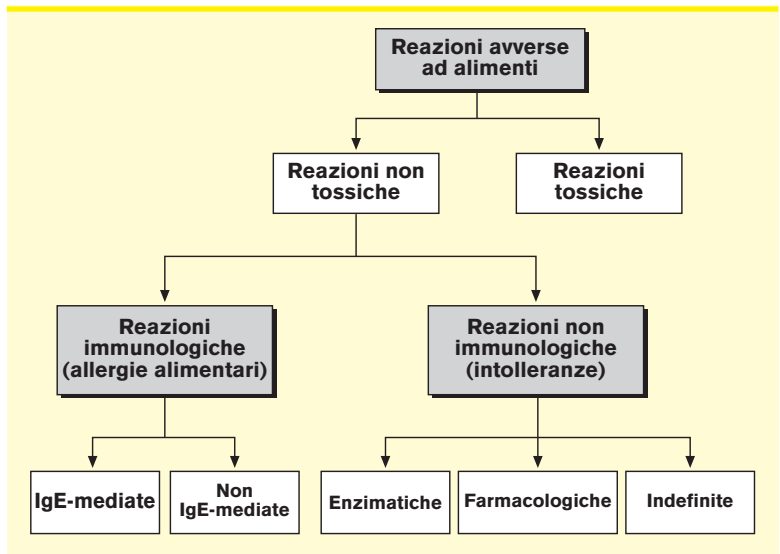 Reazioni avverse
ad alimenti
Reazioni non
tossiche
Reazioni
tossiche
Reazioni
immunologiche
(allergie alimentari)
Reazioni non
immunologiche
(intolleranze)
IgE-mediate
Non
IgE-mediate
Enzimatiche
Farmacologiche
Indefinite